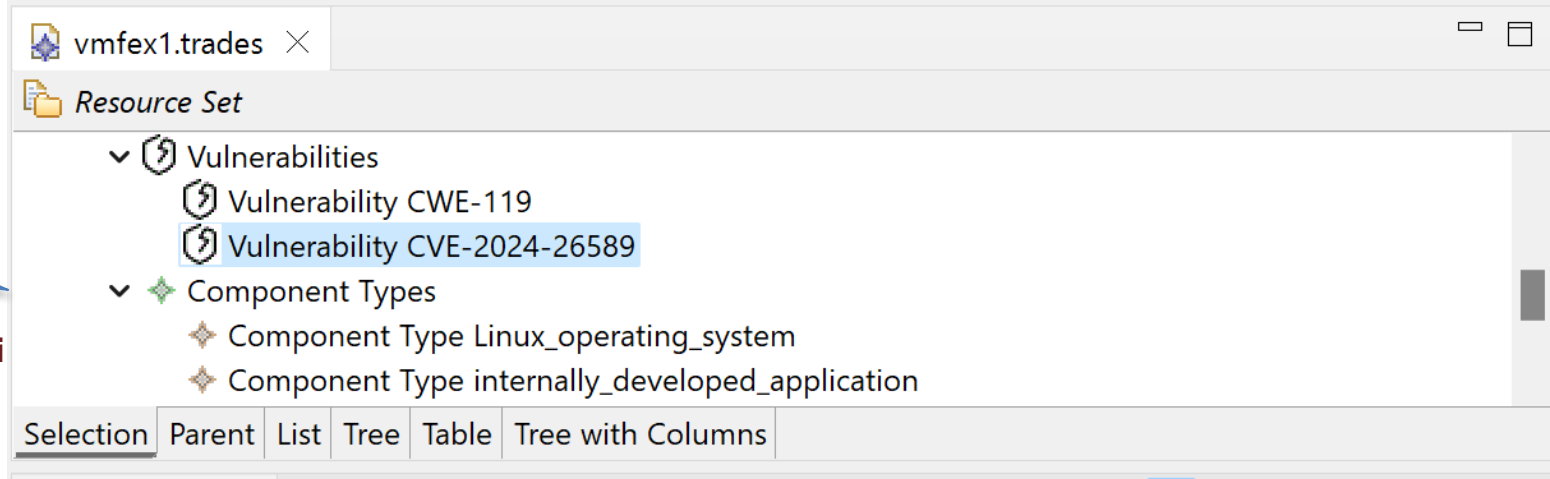 vmfex1.trades
Resource Set
Vulnerabilities
Vulnerability CWE-119
Vulnerability CVE-2024-26589
Component Types
i
Component Type Linux_operating_system
Component Type internally_developed_application
Selection Parent List Tree Table Tree with Columns